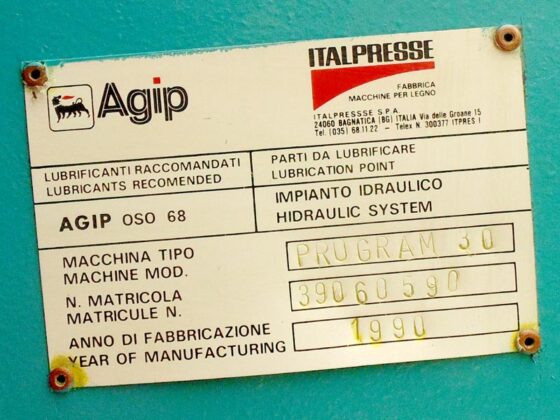 Agip
ITALPRESSE
FABBRICA
MACCHINE PER LEGNO
ITALPRESSSE S.P.A.
24060 BAGNATICA (BG) ITALIA Via delle Groane 15
Tel. (035) 68.11.22 - Telex N. 300377 ITPRES I
LUBRIFICANTI RACCOMANDATI
LUBRICANTS RECOMENDED
PARTI DA LUBRIFICARE
LUBRICATION POINT
AGIP OSO 68
IMPIANTO IDRAULICO
HIDRAULIC SYSTEM
MACCHINA TIPO
MACHINE MOD.
PROGRAM 30
N. MATRICOLA
MATRICULE N.
39060590
ANNO DI FABBRICAZIONE
YEAR OF MANUFACTURING
1990